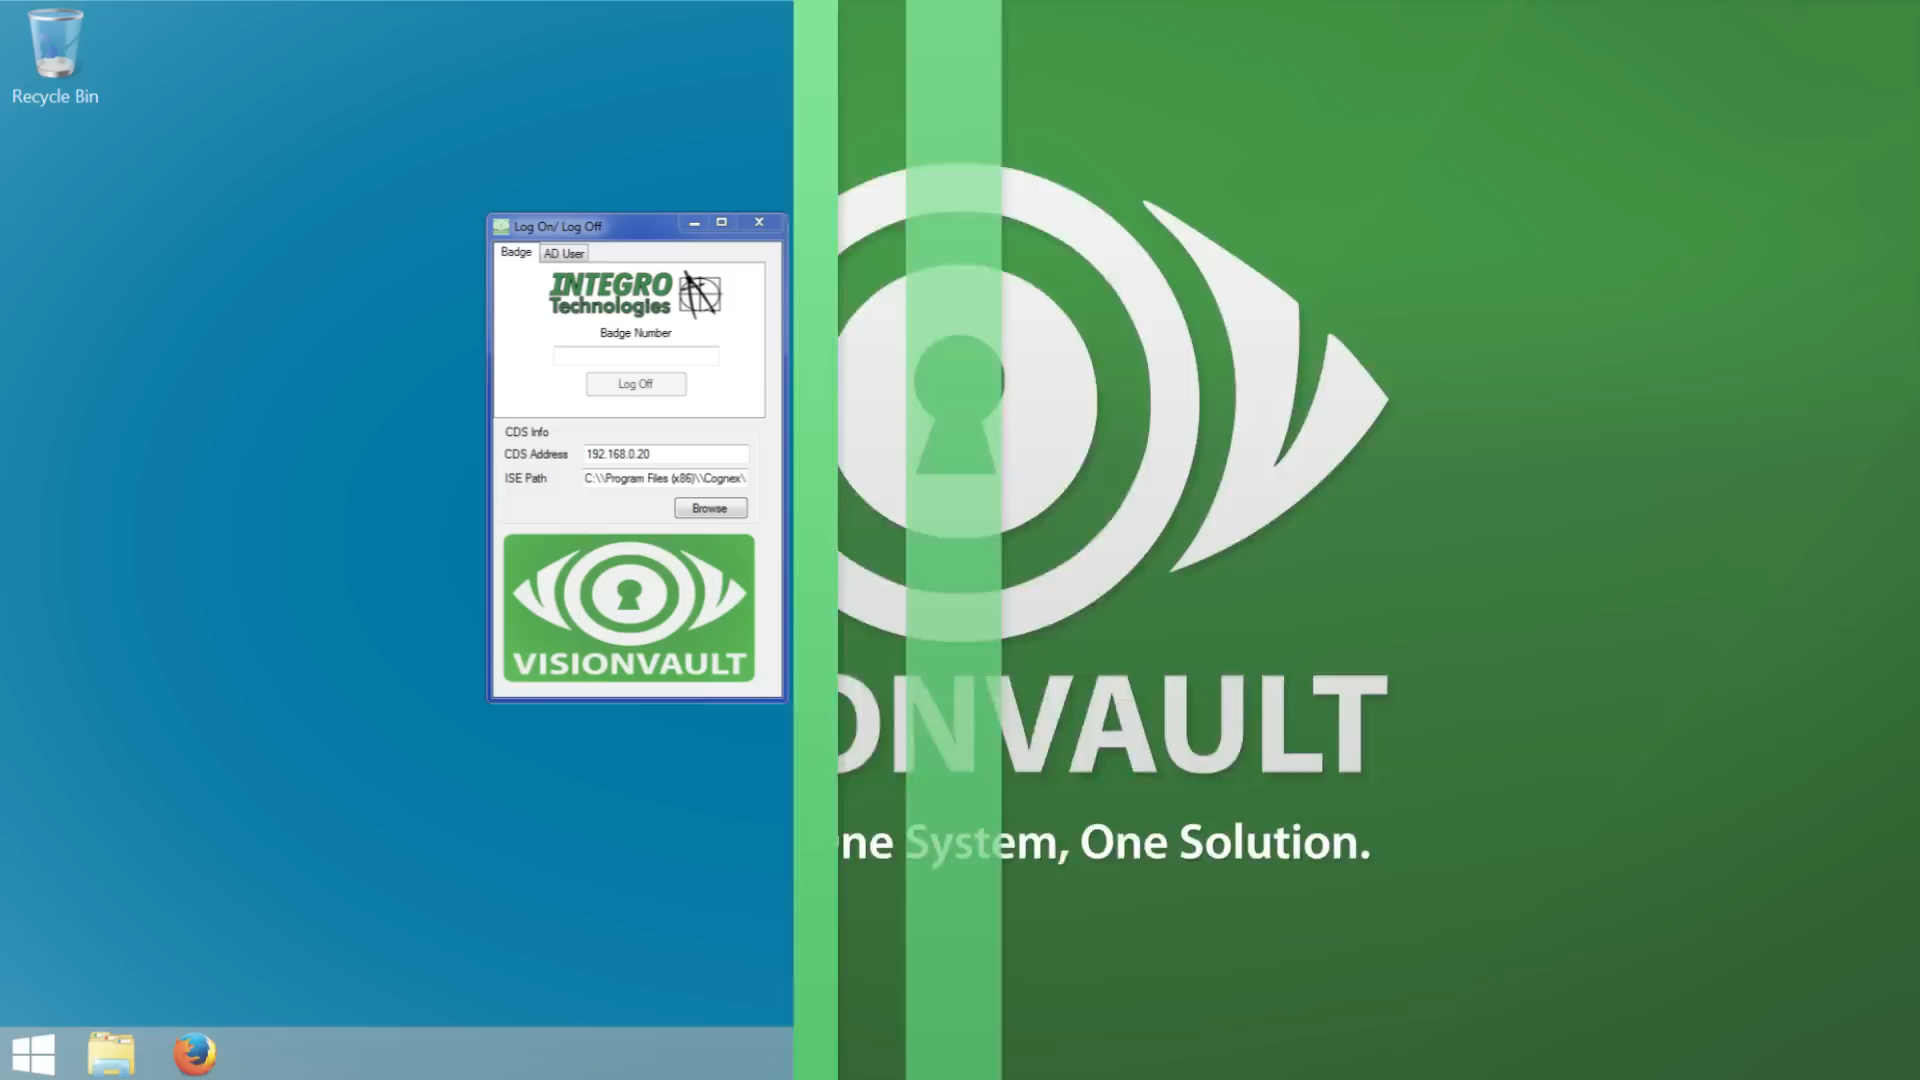 Recycle Bin
Log On/ Log Off
Badge
AD User
INTEGRO
Technologies
Badge Number
Log Off
CDS Info
CDS Address
192.168.0.20
ISE Path
C:\\Program Files (x86)\\Cognex\
Browse
VISIONVAULT
ONVAULT
ne System, One Solution.